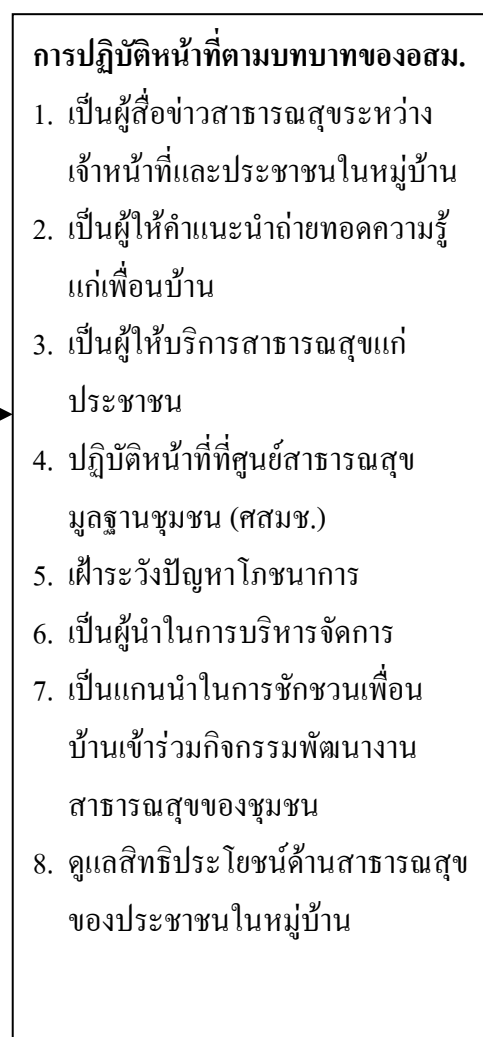 การปฏิบัติหน้าที่ตามบทบาทของอสม.
1. เป็นผู้สื่อข่าวสาธารณสุขระหว่าง
เจ้าหน้าที่และประชาชนในหมู่บ้าน
2. เป็นผู้ให้คำแนะนำถ่ายทอดความรู้
แก่เพื่อนบ้าน
3. เป็นผู้ให้บริการสาธารณสุขแก่
ประชาชน
4. ปฏิบัติหน้าที่ที่ศูนย์สาธารณสุข
มูลฐานชุมชน (ศสมช.)
5. เฝ้าระวังปัญหาโภชนาการ
6. เป็นผู้นำในการบริหารจัดการ
7. เป็นแกนนำในการชักชวนเพื่อน
บ้านเข้าร่วมกิจกรรมพัฒนางาน
สาธารณสุขของชุมชน
8. ดูแลสิทธิประโยชน์ด้านสาธารณสุข
ของประชาชนในหมู่บ้าน